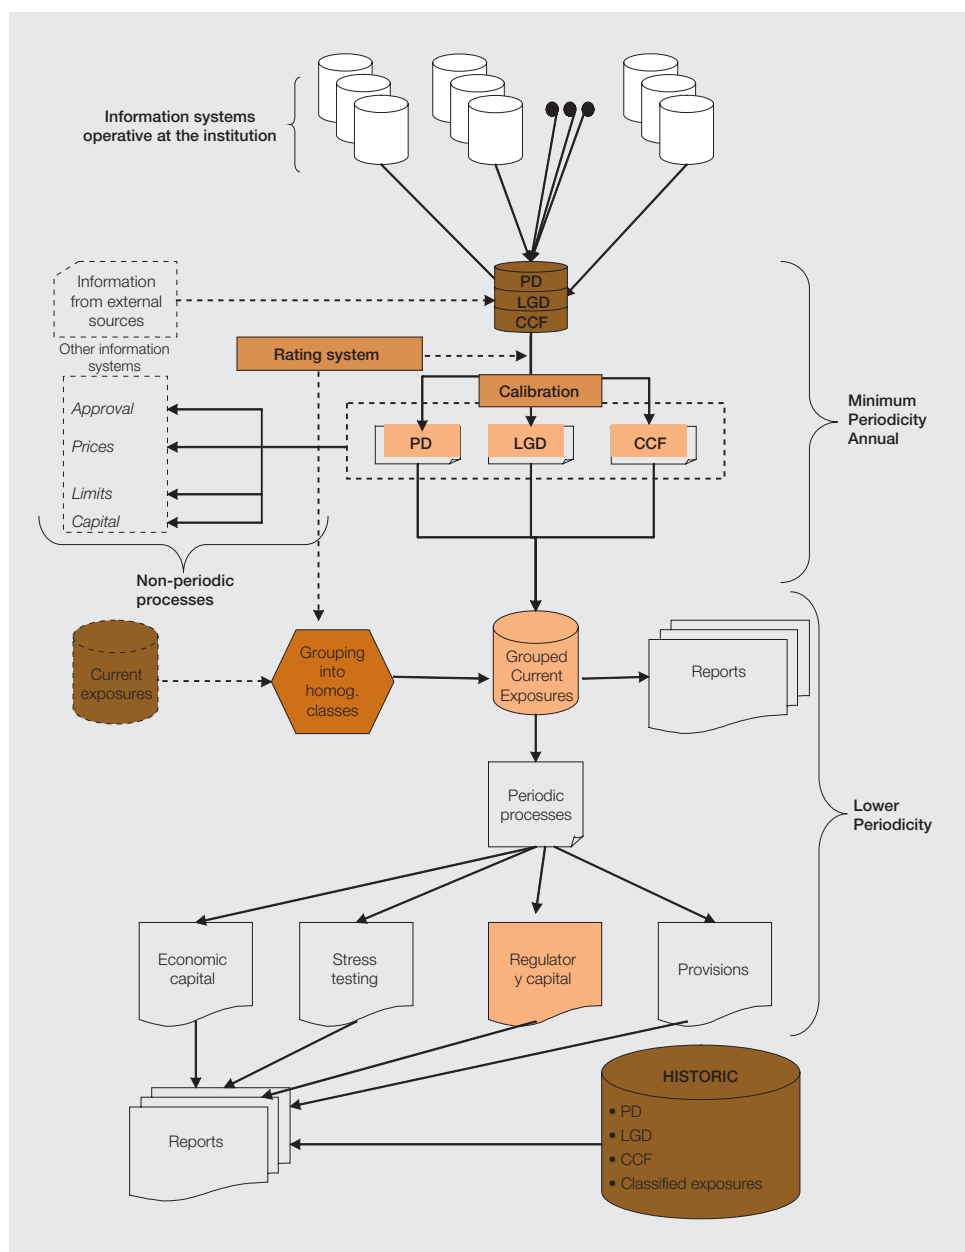 Information systems
operative at the institution
PD
LGD
CCF
Information
from external
sources
Other information
systems
Rating system
Calibration
Approval
Prices
Limits
Capital
PD
LGD
CCF
Minimum
Periodicity
Annual
Non-periodic
processes
Current
exposures
Grouping
into
homog.
classes
Grouped
Current
Exposures
Reports
Periodic
processes
Lower
Periodicity
Economic
capital
Stress
testing
Regulator
y capital
Provisions
Reports
HISTORIC
• PD
• LGD
• CCF
• Classified exposures